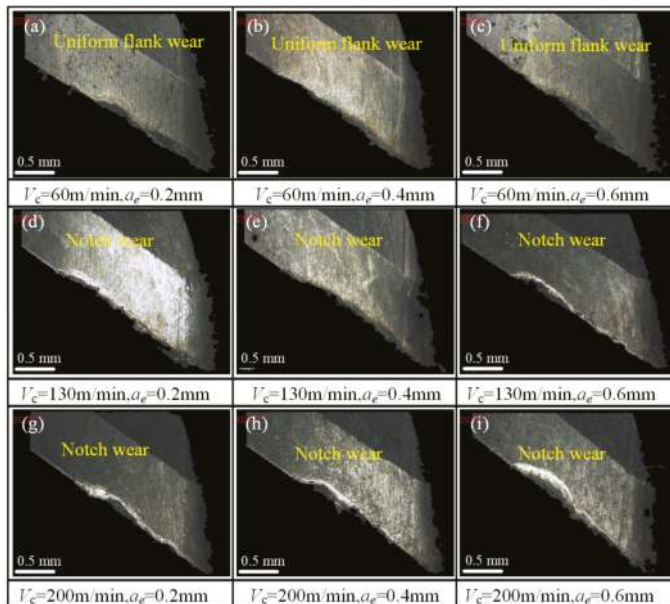 (a)
Uniform flank wear
0.5 mm
(b)
Uniform flank wear
0.5 mm
(c)
Uniform flank wear
0.5 mm
Vc=60m/min,ae=0.2mm
Vc=60m/min,ae=0.4mm
Vc=60m/min,ae=0.6mm
(d)
Notch wear
0.5 mm
(e)
Notch wear
0.5 mm
(f)
Notch wear
0.5 mm
Vc=130m/min,ae=0.2mm
Vc=130m/min,ae=0.4mm
Vc=130m/min,ae=0.6mm
(g)
Notch wear
0.5 mm
(h)
Notch wear
0.5 mm
(i)
Notch wear
0.5 mm
Vc=200m/min,ae=0.2mm
Vc=200m/min,ae=0.4mm
Vc=200m/min,ae=0.6mm